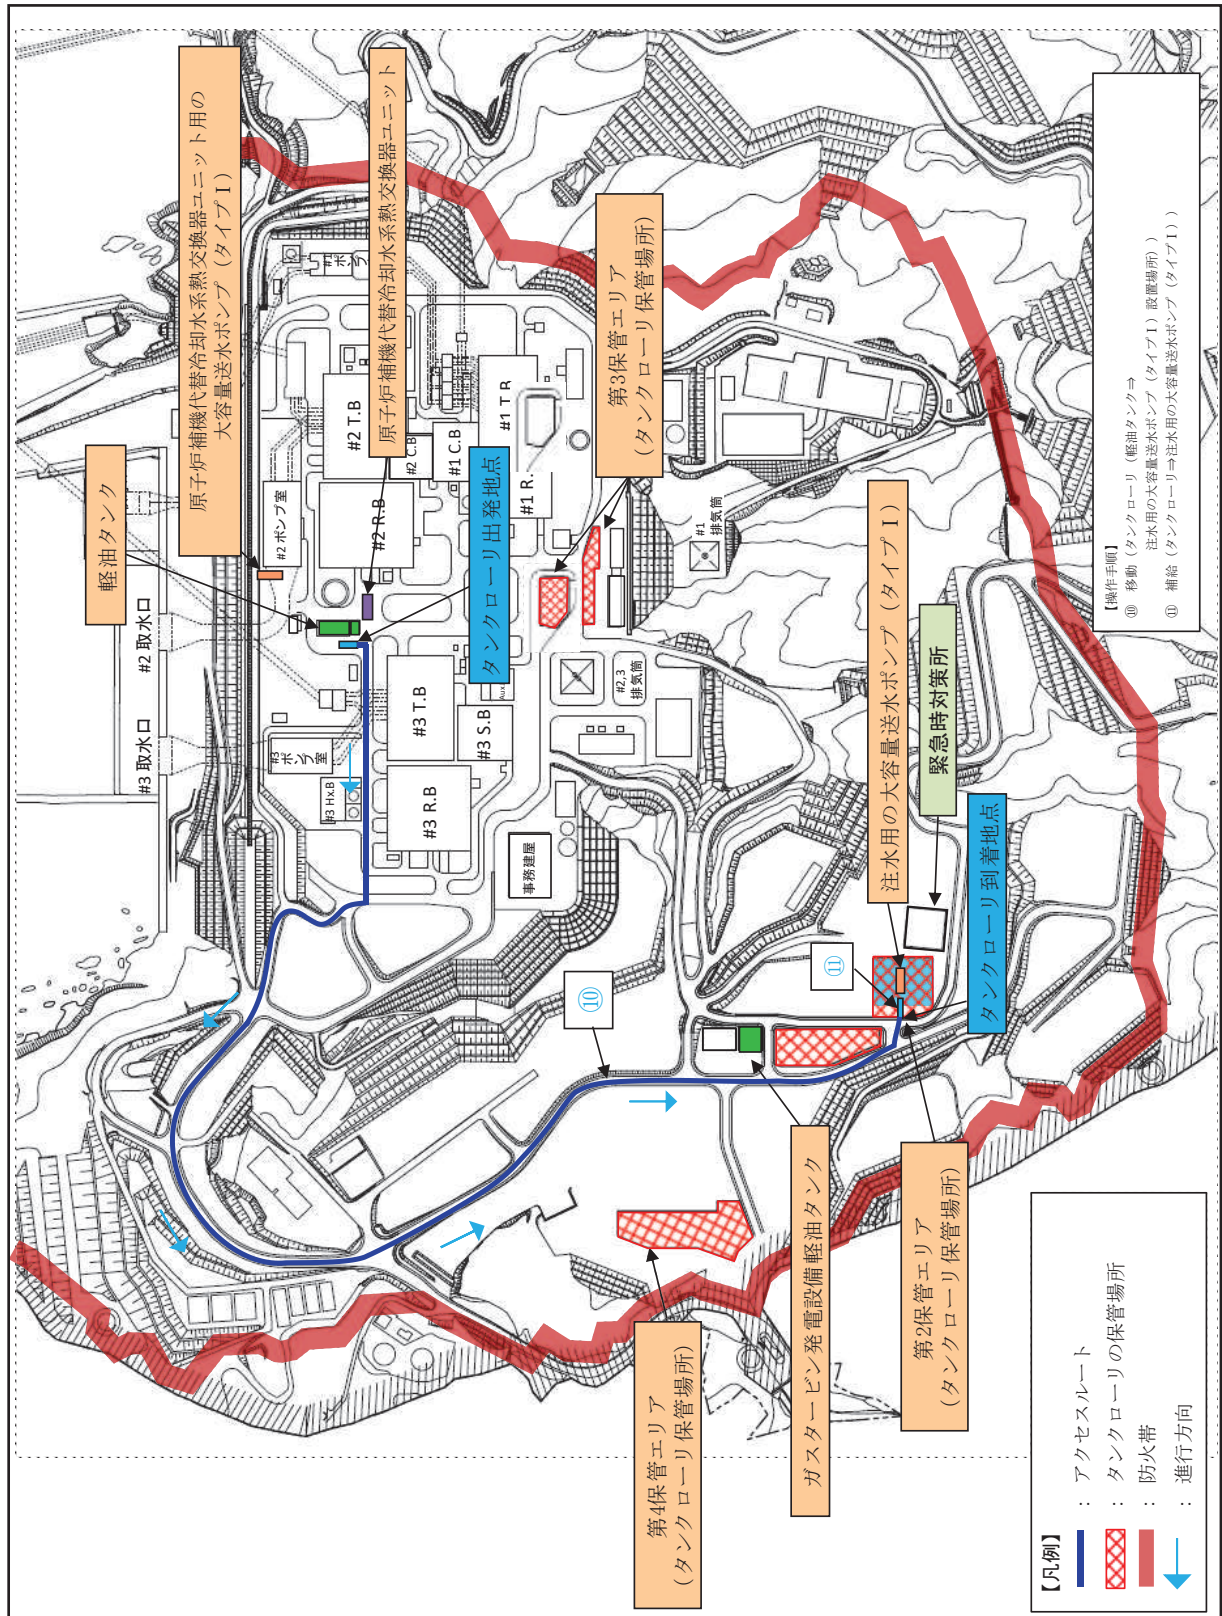 原子炉補機代替冷却水系熱交換器ユニット用の
大容量送水ポンプ（タイプⅠ）
原子炉補機代替冷却水系熱交換器ユニット
軽油タンク
タンクローリ出発地点
第3保管エリア
（タンクローリ保管場所）
#3 取水口
#2 取水口
#2 ポンプ室
#3
ポンプ室
#1
ポンプ
#3 Hx.B
#2 T.B
#2 C.B
#1 C.B
#1 T.B
#2 R.B
#1 R.
#3 T.B
#3 S.B
#3 R.B
Aux.
#1
排気筒
#2,3
排気筒
事務建屋
注水用の大容量送水ポンプ（タイプⅠ）
緊急時対策所
タンクローリ到着地点
⑩
⑪
第4保管エリア
（タンクローリ保管場所）
ガスタービン発電設備軽油タンク
第2保管エリア
（タンクローリ保管場所）
【操作手順】
⑩ 移動（タンクローリ（軽油タンク⇒
注水用の大容量送水ポンプ（タイプⅠ）設置場所））
⑪ 補給（タンクローリ⇒注水用の大容量送水ポンプ（タイプⅠ））
【凡例】
：アクセスルート
：タンクローリの保管場所
：防火帯
：進行方向